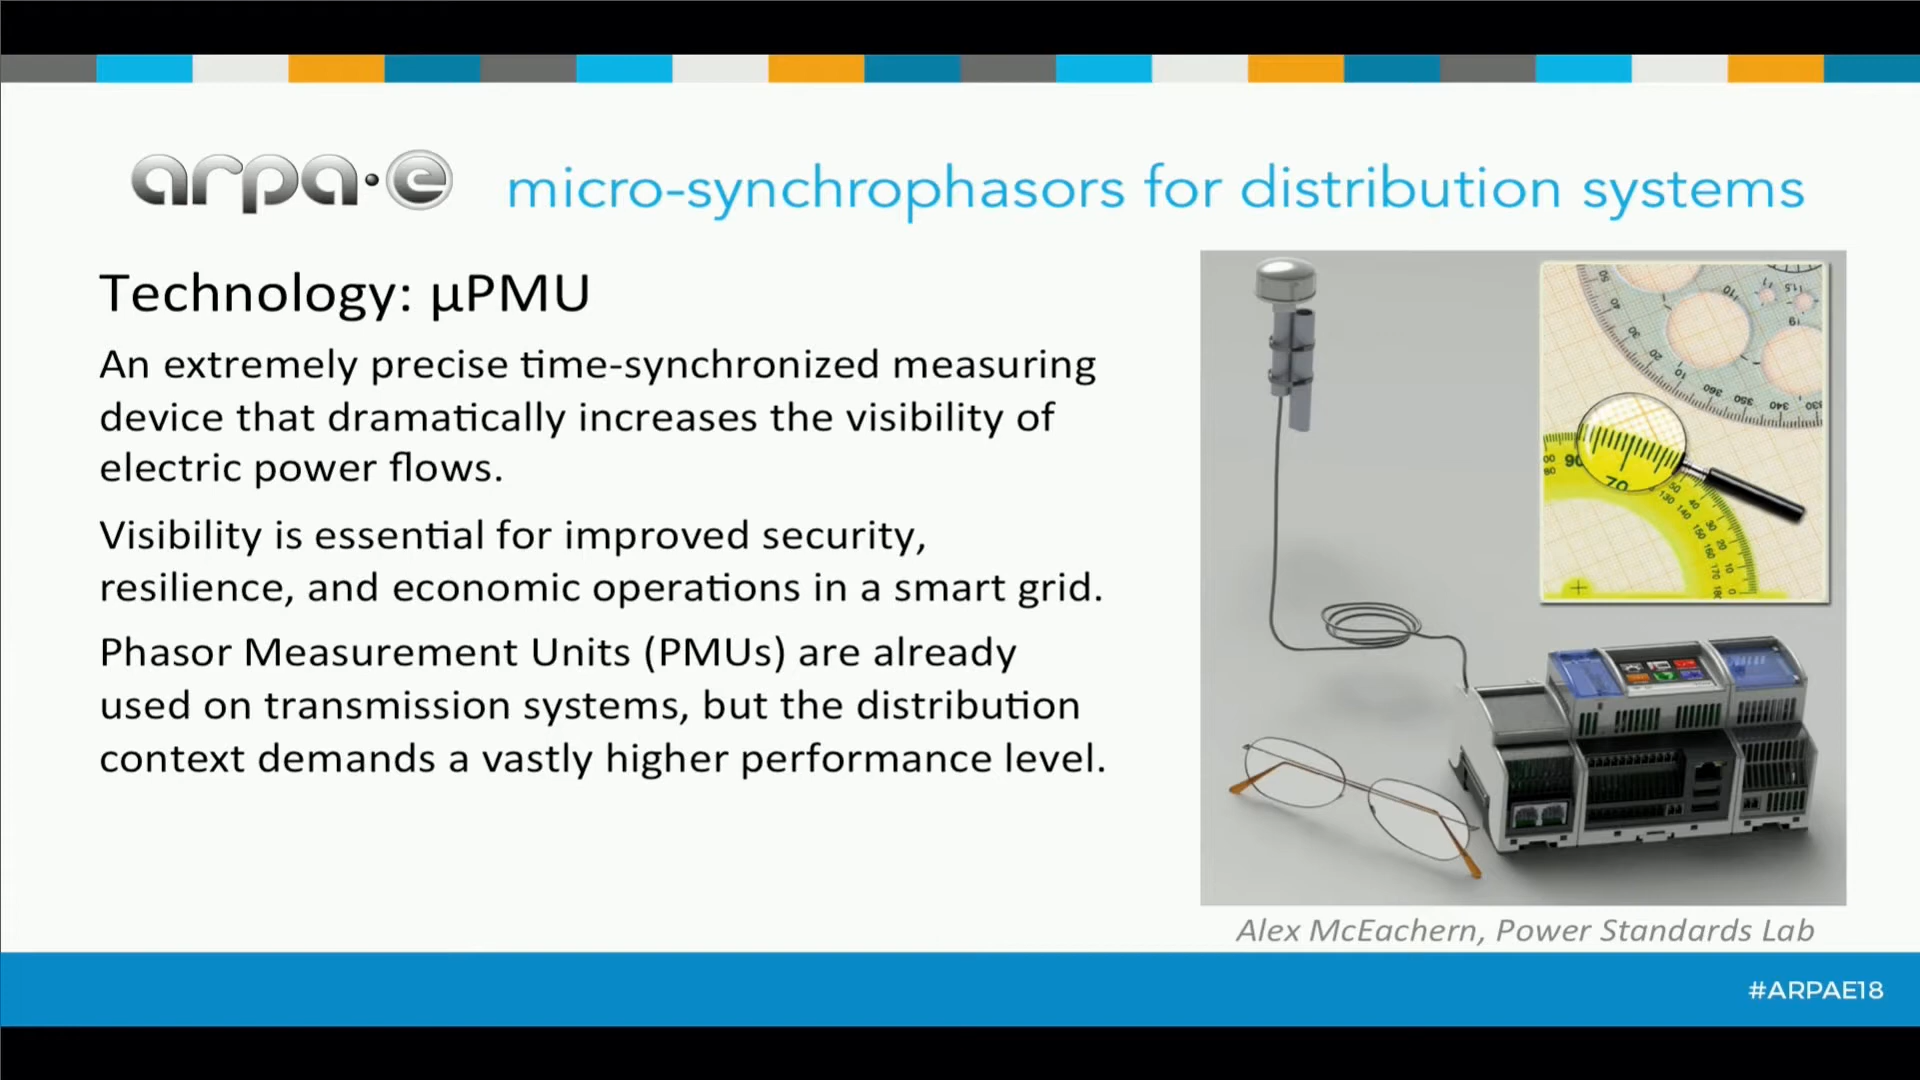 arpa·e micro-synchrophasors for distribution systems
Technology: μPMU
An extremely precise time-synchronized measuring
device that dramatically increases the visibility of
electric power flows.
Visibility is essential for improved security,
resilience, and economic operations in a smart grid.
Phasor Measurement Units (PMUs) are already
used on transmission systems, but the distribution
context demands a vastly higher performance level.
90
70
Alex McEachern, Power Standards Lab
#ARPAE18